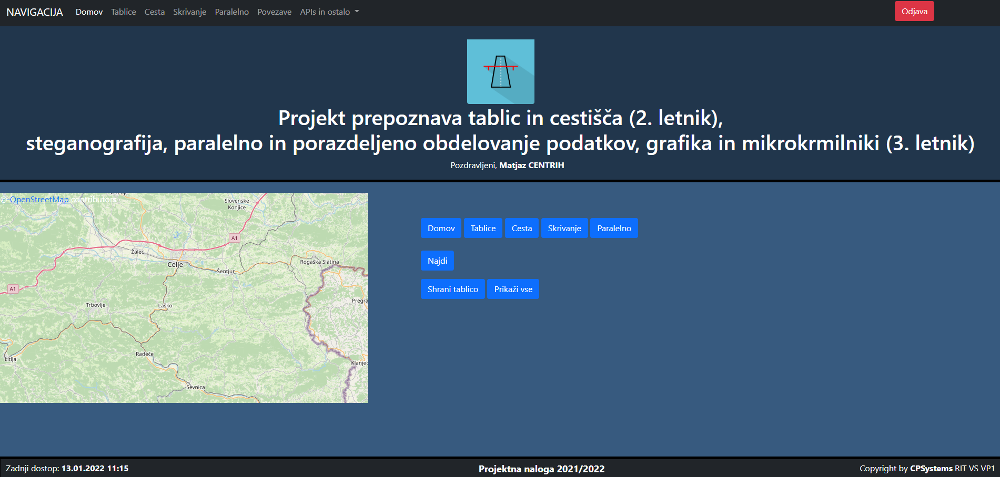 NAVIGACIJA Domov Tablice Cesta Skrivanje Paralelno Povezave APIs in ostalo Odjava
Projekt prepoznava tablic in cestišča (2. letnik),
steganografija, paralelno in porazdeljeno obdelovanje podatkov, grafika in mikrokrmilniki (3. letnik)
Pozdravljeni, Matjaz CENTRIH
Velenje
© OpenStreetMap contributors
Slovenske
Konjice
A1
Žalec
Celje
Rogaška Slatina
Šentjur
A1
Trbovlje
Laško
Pregra
Radeče
Litija
Klanjec
Sevnica
Domov Tablice Cesta Skrivanje Paralelno
Najdi
Shrani tablico Prikaži vse
Zadnji dostop: 13.01.2022 11:15
Projektna naloga 2021/2022
Copyright by CPSystems RIT VS VP1